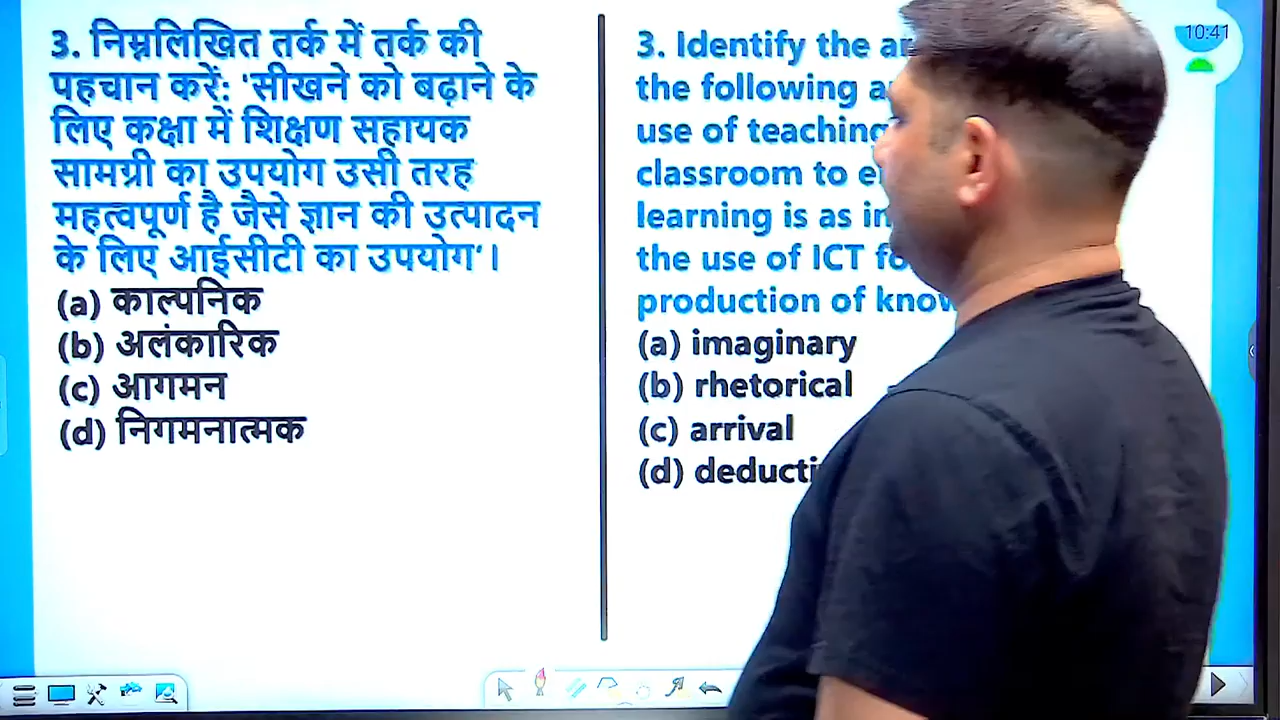 3. निम्नलिखित तर्क में तर्क की
पहचान करें: 'सीखने को बढ़ाने के
लिए कक्षा में शिक्षण सहायक
सामग्री का उपयोग उसी तरह
महत्वपूर्ण है जैसे ज्ञान की उत्पादन
के लिए आईसीटी का उपयोग'।
(a) काल्पनिक
(b) अलंकारिक
(c) आगमन
(d) निगमनात्मक
3. Identify the
the following
use of teaching
classroom to
learning is as
the use of ICT
production of
(a) imaginary
(b) rhetorical
(c) arrival
(d)
10:41